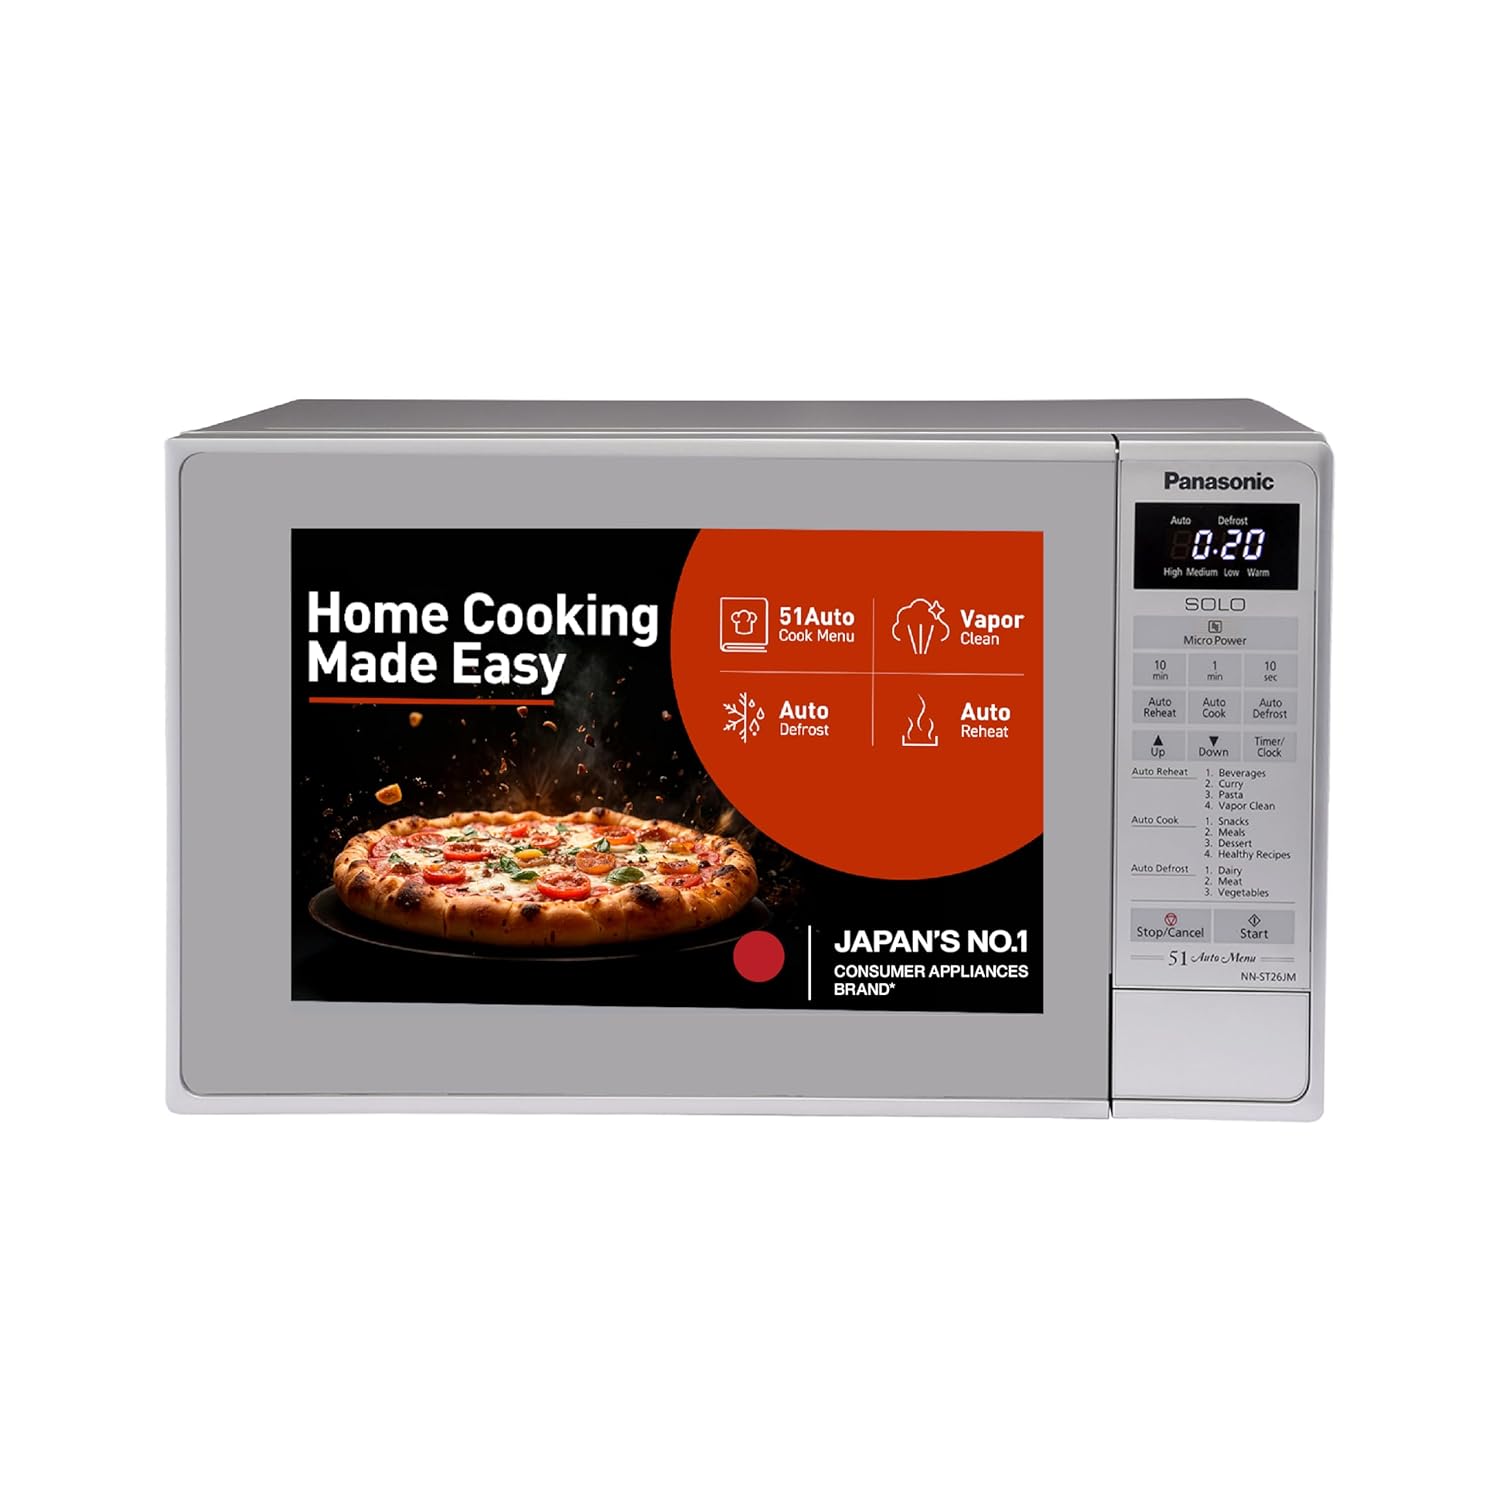 Home Cooking
Made Easy
51Auto
Cook Menu
Vapor
Clean
Auto
Defrost
Auto
Reheat
JAPAN'S NO.1
CONSUMER APPLIANCES
BRAND*
Panasonic
Auto Defrost
0.20
High Medium Low Warm
SOLO
Micro Power
10 min
1 min
10 sec
Auto Reheat
Auto Cook
Auto Defrost
Up
Down
Timer/Clock
Auto Reheat 1. Beverages
2. Curry
3. Pasta
4. Vapor Clean
Auto Cook 1. Snacks
2. Meals
3. Dessert
4. Healthy Recipes
Auto Defrost 1. Dairy
2. Meat
3. Vegetables
Stop/Cancel
Start
51 Auto Menu
NN-ST26JM